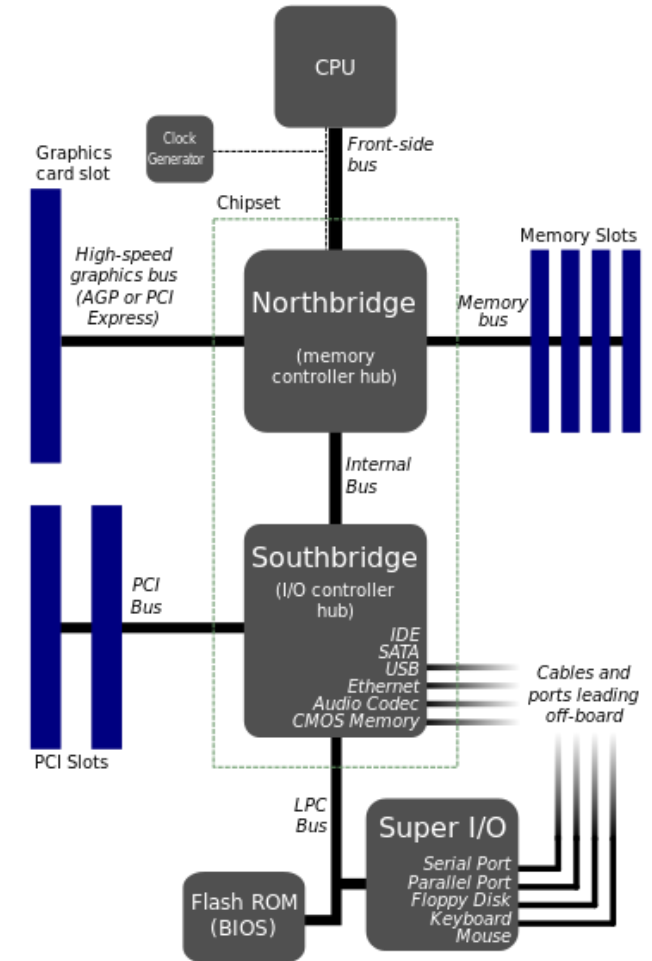 CPU
Clock
Generator
Front-side
bus
Graphics
card slot
Chipset
High-speed
graphics bus
(AGP or PCI
Express)
Northbridge
(memory
controller hub)
Memory Slots
Memory
bus
Internal
Bus
Southbridge
(I/O controller
hub)
IDE
SATA
USB
Ethernet
Audio Codec
CMOS Memory
PCI
Bus
PCI Slots
Cables and
ports leading
off-board
LPC
Bus
Super I/O
Serial Port
Parallel Port
Floppy Disk
Keyboard
Mouse
Flash ROM
(BIOS)